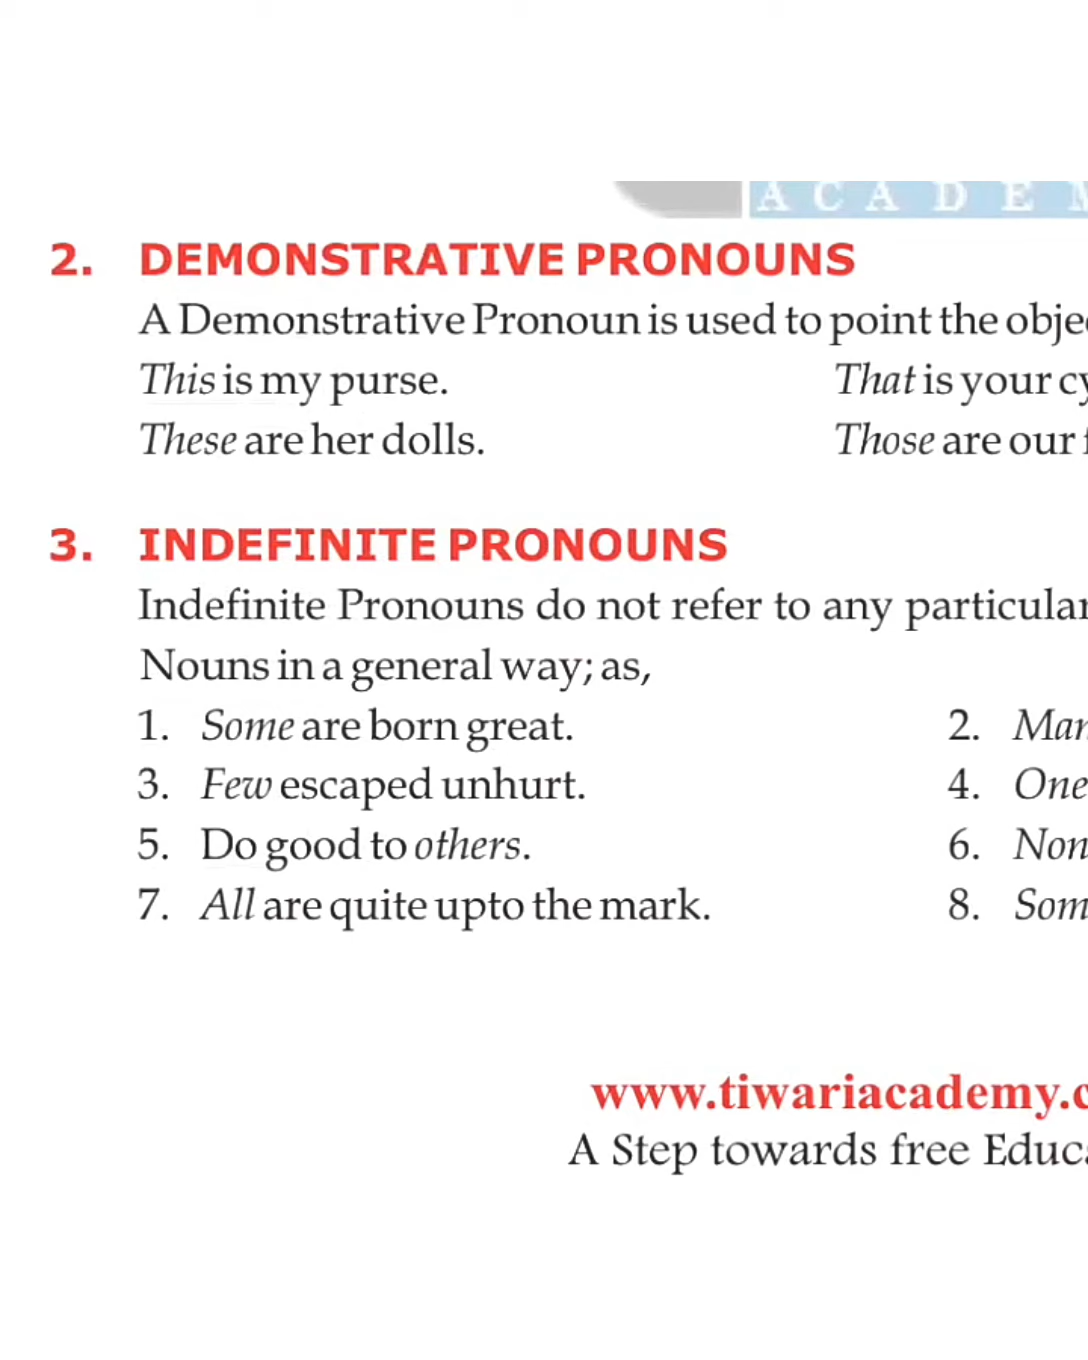 ACADE
2. DEMONSTRATIVE PRONOUNS
A Demonstrative Pronoun is used to point the
This is my purse. That is your
These are her dolls. Those are our
3. INDEFINITE PRONOUNS
Indefinite Pronouns do not refer to any particular
Nouns in a general way; as,
1. Some are born great. 2.
3. Few escaped unhurt. 4. One
5. Do good to others. 6.
7. All are quite upto the mark. 8.
www.tiwariacademy.
A Step towards free